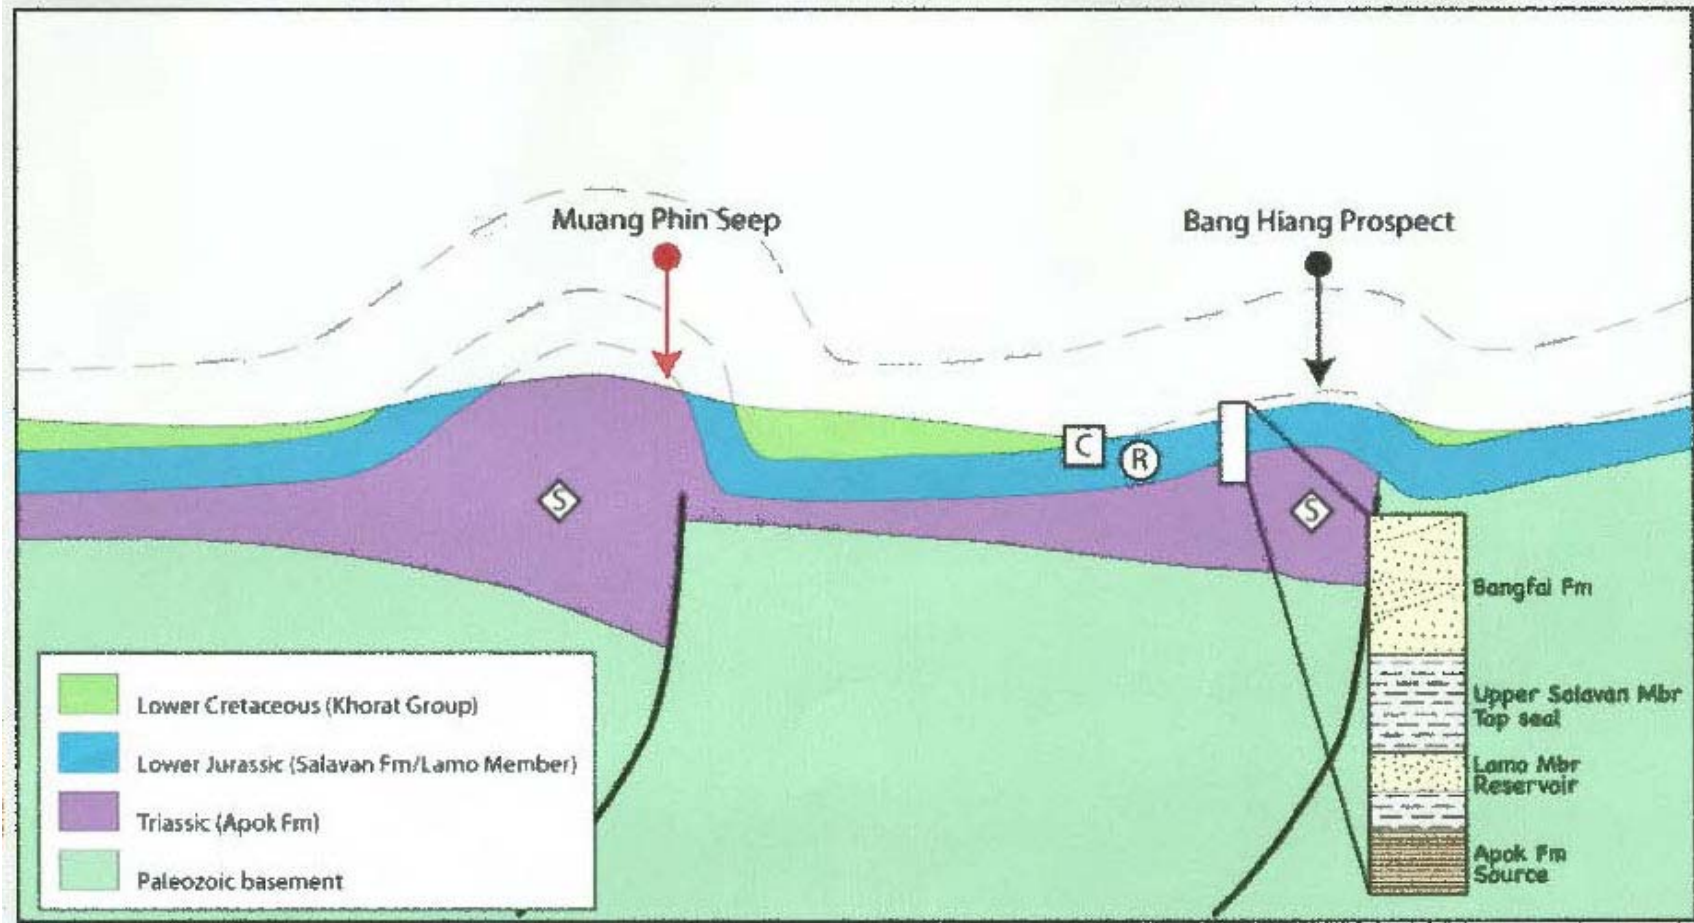 Muang Phin Seep
Bang Hiang Prospect
C
R
S
S
Bangfai Fm
Upper Salavan Mbr
Top seal
Lamo Mbr
Reservoir
Apok Fm
Source
Lower Cretaceous (Khorat Group)
Lower Jurassic (Salavan Fm/Lamo Member)
Triassic (Apok Fm)
Paleozoic basement